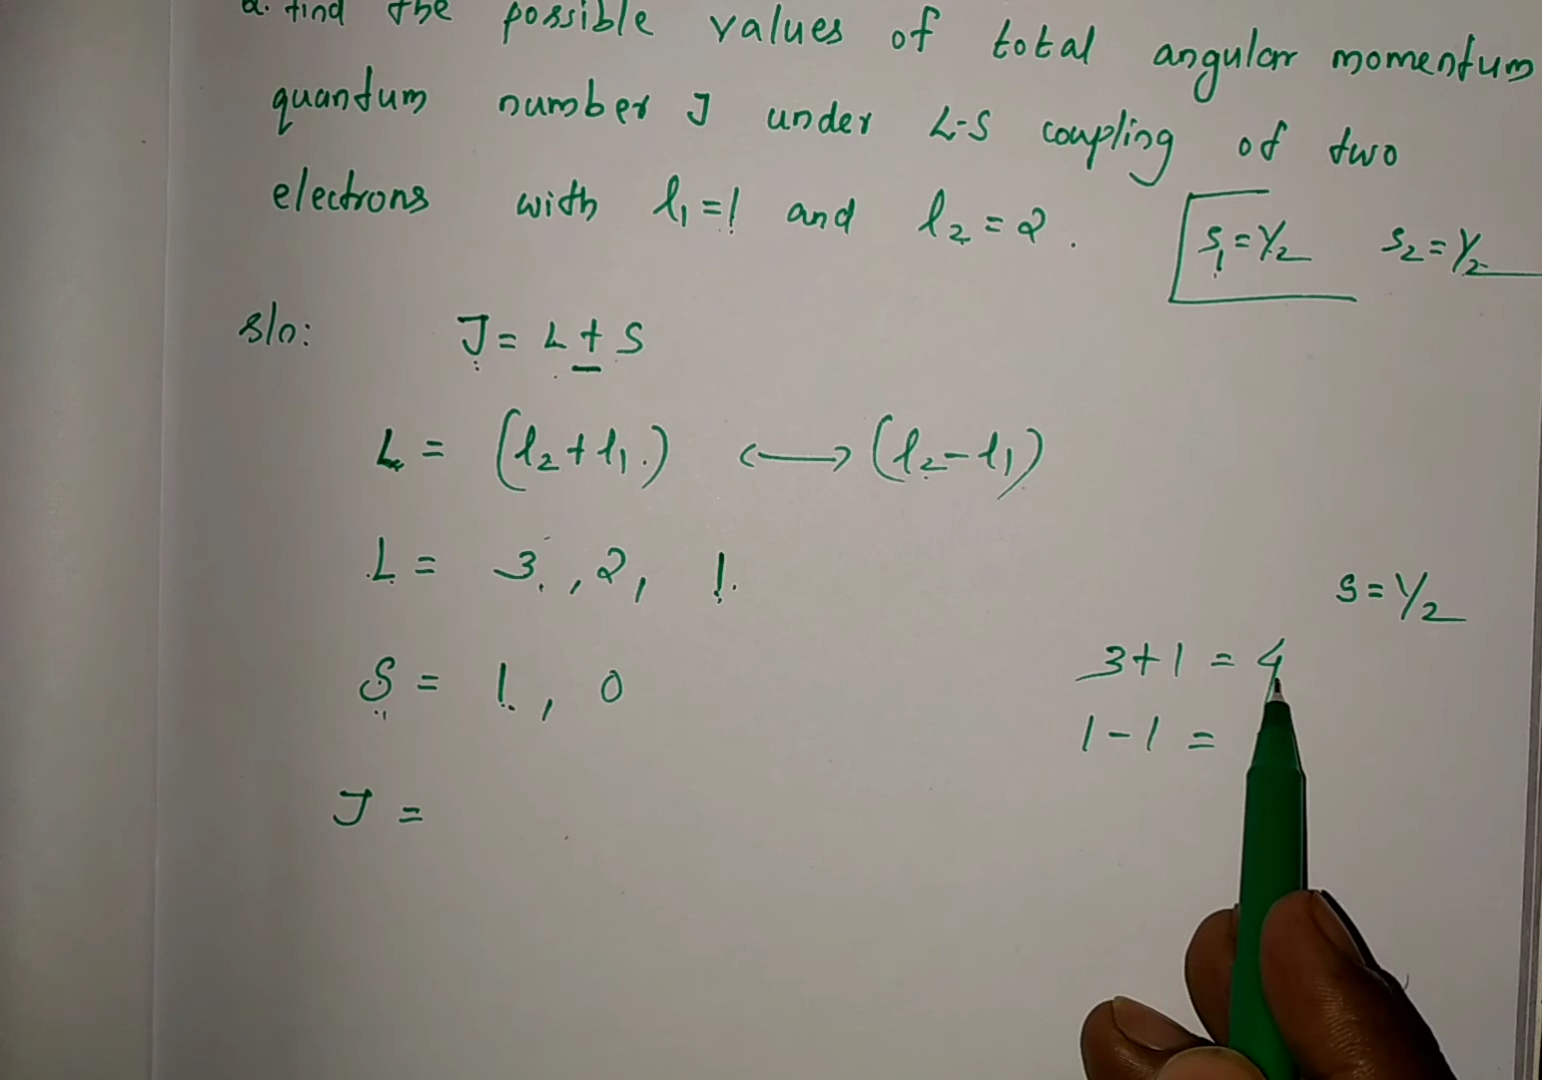 Q. find the possible values of total angular momentum
quantum number J under L-S coupling of two
electrons with l₁=1 and l₂=2.
S₁=1/2 S₂=1/2
sln: J= L±S
L= (l₂+l₁) ⟷ (l₂-l₁)
L= 3, 2, 1
S=1/2
S= 1, 0
3+1=4
1-1=
J=